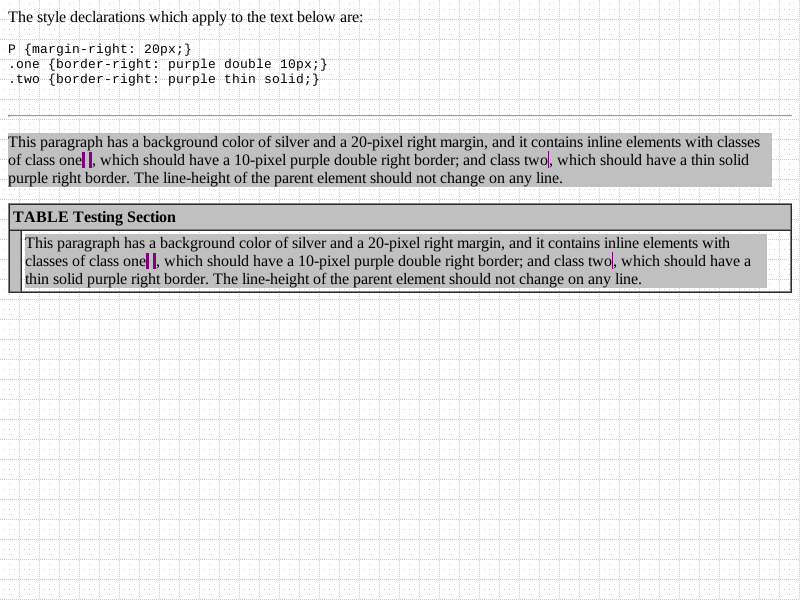 The style declarations which apply to the text below are:
P {margin-right: 20px;}
.one {border-right: purple double 10px;}
.two {border-right: purple thin solid;}
This paragraph has a background color of silver and a 20-pixel right margin, and it contains inline elements with classes
of class one, which should have a 10-pixel purple double right border; and class two, which should have a thin solid
purple right border. The line-height of the parent element should not change on any line.
TABLE Testing Section
This paragraph has a background color of silver and a 20-pixel right margin, and it contains inline elements with
classes of class one, which should have a 10-pixel purple double right border; and class two, which should have a
thin solid purple right border. The line-height of the parent element should not change on any line.